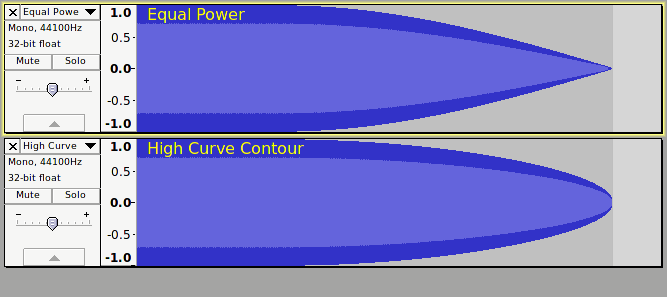 Equal Powe
Mono, 44100Hz
32-bit float
Mute Solo
- +
1.0
0.5
0.0
-0.5
-1.0
Equal Power
High Curve
Mono, 44100Hz
32-bit float
Mute Solo
- +
1.0
0.5
0.0
-0.5
-1.0
High Curve Contour